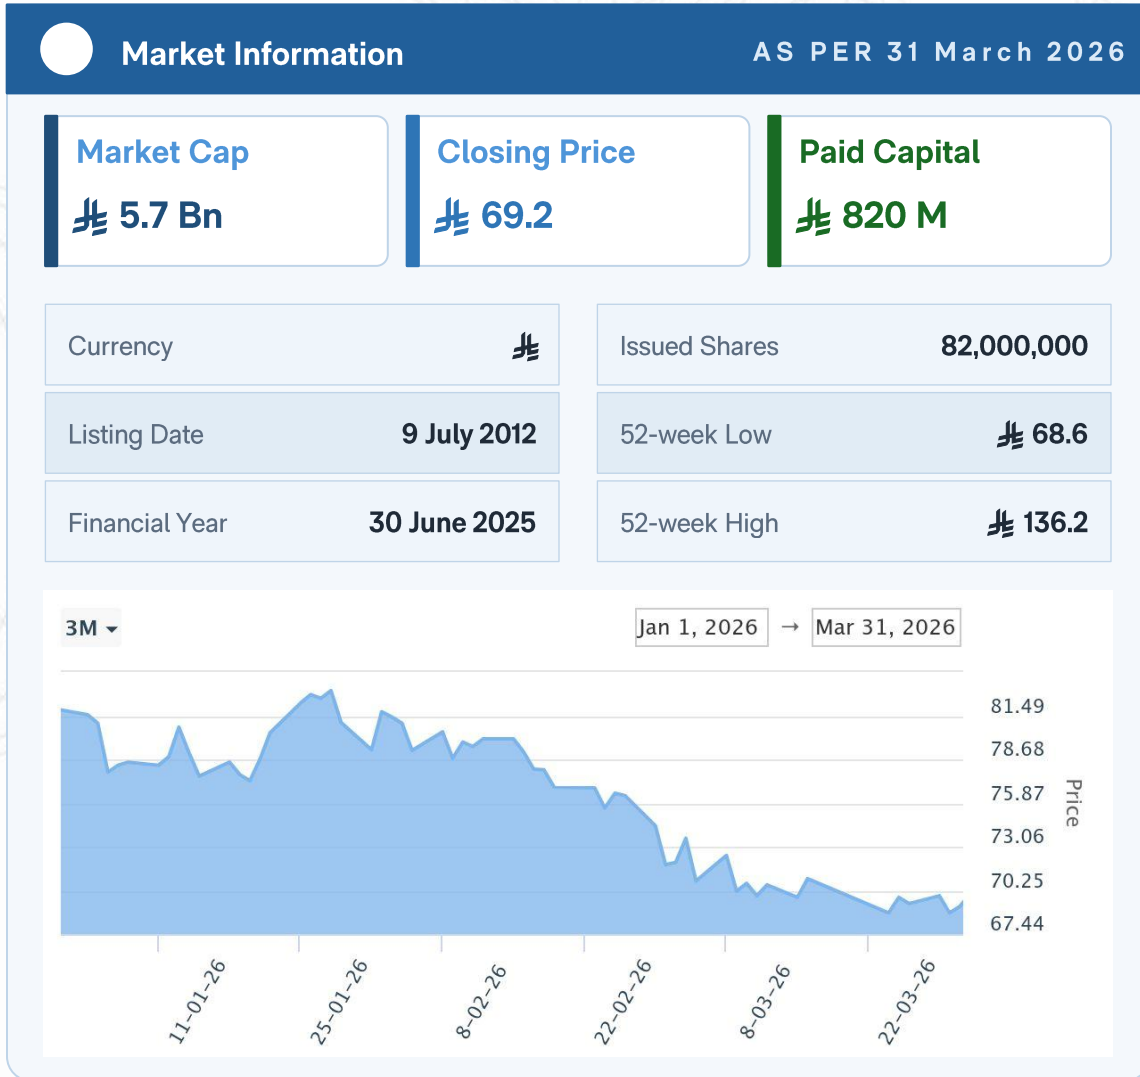 Market Information
AS PER 31 March 2026
Market Cap
⃁ 5.7 Bn
Closing Price
⃁ 69.2
Paid Capital
⃁ 820 M
Currency ⃁
Issued Shares 82,000,000
Listing Date 9 July 2012
52-week Low ⃁ 68.6
Financial Year 30 June 2025
52-week High ⃁ 136.2
3M
Jan 1, 2026 → Mar 31, 2026
81.49
78.68
75.87
73.06
70.25
67.44
Price
11-01-26
25-01-26
8-02-26
22-02-26
8-03-26
22-03-26